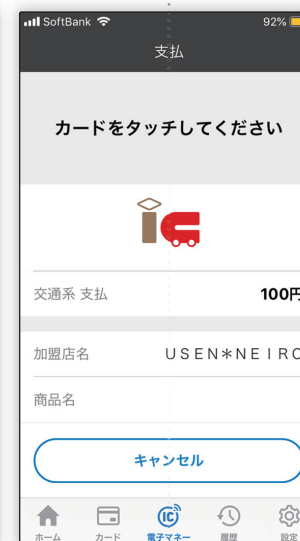 SoftBank 92%
支払
カードをタッチしてください
ic
交通系 支払 100円
加盟店名 ＵＳＥＮ＊ＮＥＩＲＯ
商品名
キャンセル
IC
ホーム カード 電子マネー 履歴 設定